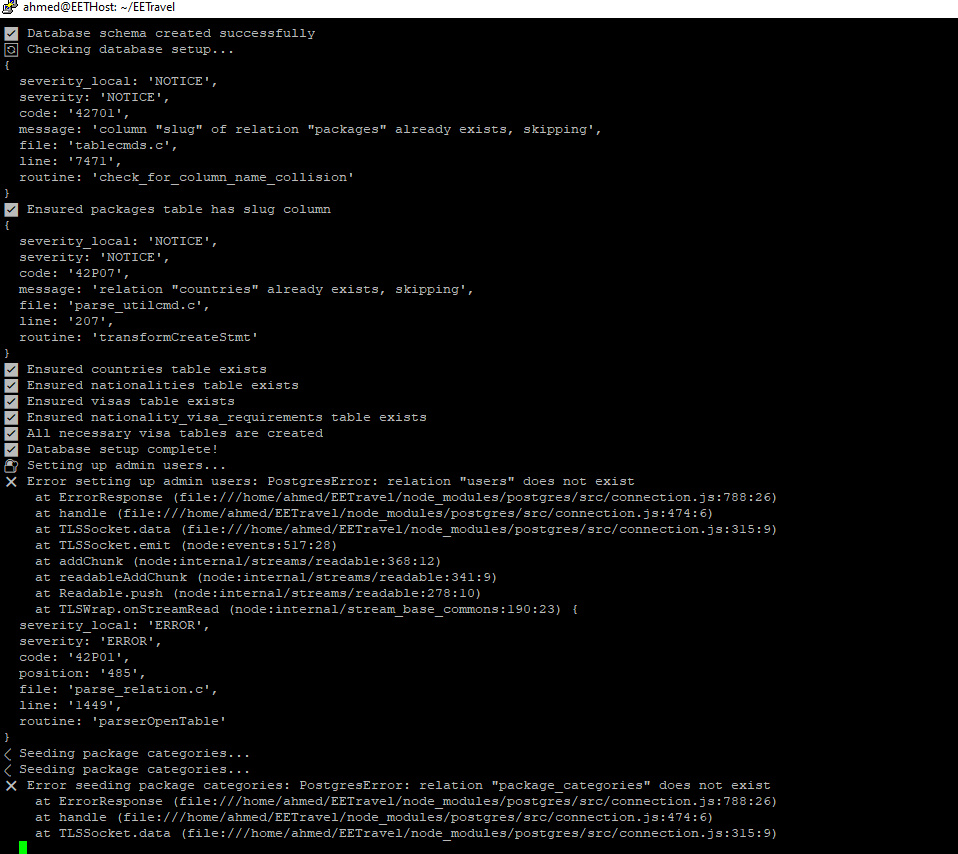 ahmed@EETHost: ~/EETravel
Database schema created successfully
Checking database setup...
{
  severity_local: 'NOTICE',
  severity: 'NOTICE',
  code: '42701',
  message: 'column "slug" of relation "packages" already exists, skipping',
  file: 'tablecmds.c',
  line: '7471',
  routine: 'check_for_column_name_collision'
}
Ensured packages table has slug column
{
  severity_local: 'NOTICE',
  severity: 'NOTICE',
  code: '42P07',
  message: 'relation "countries" already exists, skipping',
  file: 'parse_utilcmd.c',
  line: '207',
  routine: 'transformCreateStmt'
}
Ensured countries table exists
Ensured nationalities table exists
Ensured visas table exists
Ensured nationality_visa_requirements table exists
All necessary visa tables are created
Database setup complete!
Setting up admin users...
Error setting up admin users: PostgresError: relation "users" does not exist
    at ErrorResponse (file:///home/ahmed/EETravel/node_modules/postgres/src/connection.js:788:26)
    at handle (file:///home/ahmed/EETravel/node_modules/postgres/src/connection.js:474:6)
    at TLSSocket.data (file:///home/ahmed/EETravel/node_modules/postgres/src/connection.js:315:9)
    at TLSSocket.emit (node:events:517:28)
    at addChunk (node:internal/streams/readable:368:12)
    at readableAddChunk (node:internal/streams/readable:341:9)
    at Readable.push (node:internal/streams/readable:278:10)
    at TLSWrap.onStreamRead (node:internal/stream_base_commons:190:23) {
  severity_local: 'ERROR',
  severity: 'ERROR',
  code: '42P01',
  position: '485',
  file: 'parse_relation.c',
  line: '1449',
  routine: 'parserOpenTable'
}
Seeding package categories...
Seeding package categories...
Error seeding package categories: PostgresError: relation "package_categories" does not exist
    at ErrorResponse (file:///home/ahmed/EETravel/node_modules/postgres/src/connection.js:788:26)
    at handle (file:///home/ahmed/EETravel/node_modules/postgres/src/connection.js:474:6)
    at TLSSocket.data (file:///home/ahmed/EETravel/node_modules/postgres/src/connection.js:315:9)